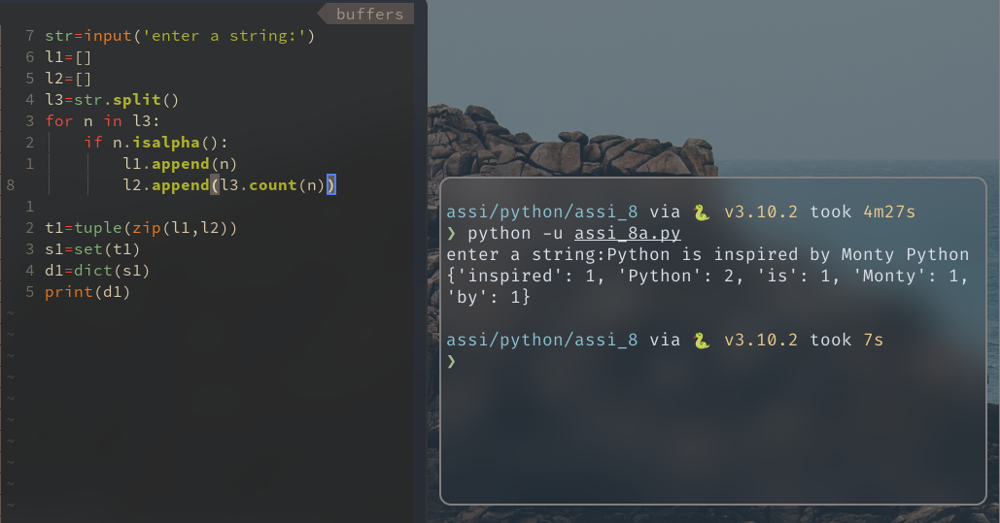 buffers
7 str=input('enter a string:')
6 l1=[]
5 l2=[]
4 l3=str.split()
3 for n in l3:
2     if n.isalpha():
1         l1.append(n)
8         l2.append(l3.count(n))
1
2 t1=tuple(zip(l1,l2))
3 s1=set(t1)
4 d1=dict(s1)
5 print(d1)
~
~
~
~
~
~
~
~
~
~
assi/python/assi_8 via 🐍 v3.10.2 took 4m27s
❯ python -u assi_8a.py
enter a string:Python is inspired by Monty Python
{'inspired': 1, 'Python': 2, 'is': 1, 'Monty': 1,
'by': 1}
assi/python/assi_8 via 🐍 v3.10.2 took 7s
❯